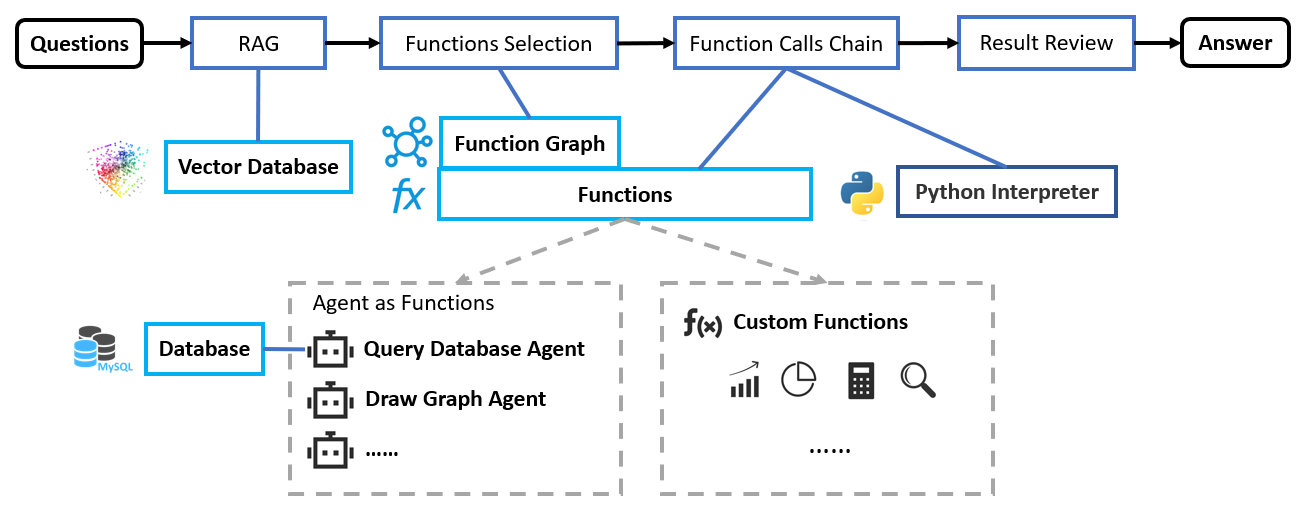 Questions
RAG
Functions Selection
Function Calls Chain
Result Review
Answer
Vector Database
Function Graph
fx
Functions
Python Interpreter
Agent as Functions
MySQL
Database
Query Database Agent
Draw Graph Agent
......
f(x) Custom Functions
......